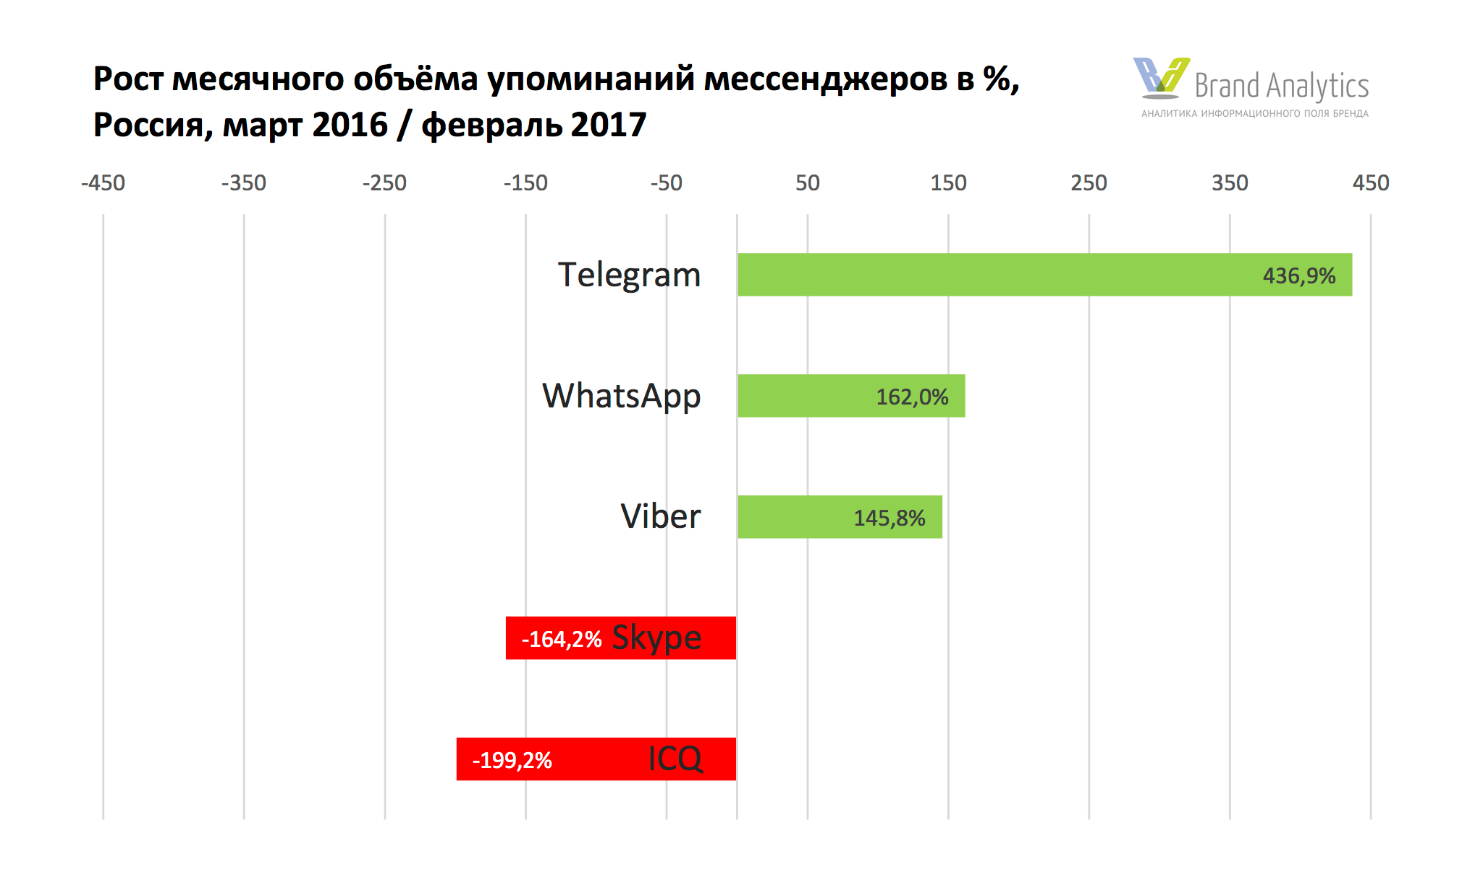 Рост месячного объёма упоминаний мессенджеров в %,
Россия, март 2016 / февраль 2017
Brand Analytics
АНАЛИТИКА ИНФОРМАЦИОННОГО ПОЛЯ БРЕНДА
-450 -350 -250 -150 -50 50 150 250 350 450
Telegram 436,9%
WhatsApp 162,0%
Viber 145,8%
-164,2% Skype
-199,2% ICQ